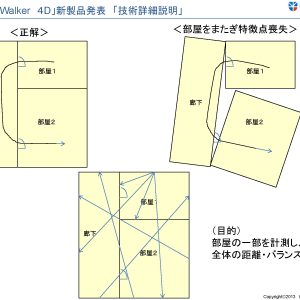 Walker 4D」新製品発表 「技術詳細説明」
＜正解＞
＜部屋をまたぎ特徴点喪失＞
部屋1
部屋2
部屋1
廊下
部屋2
廊下
部屋1
部屋2
（目的）
部屋の一部を計測し、
全体の距離・バランス
Copyright©2013